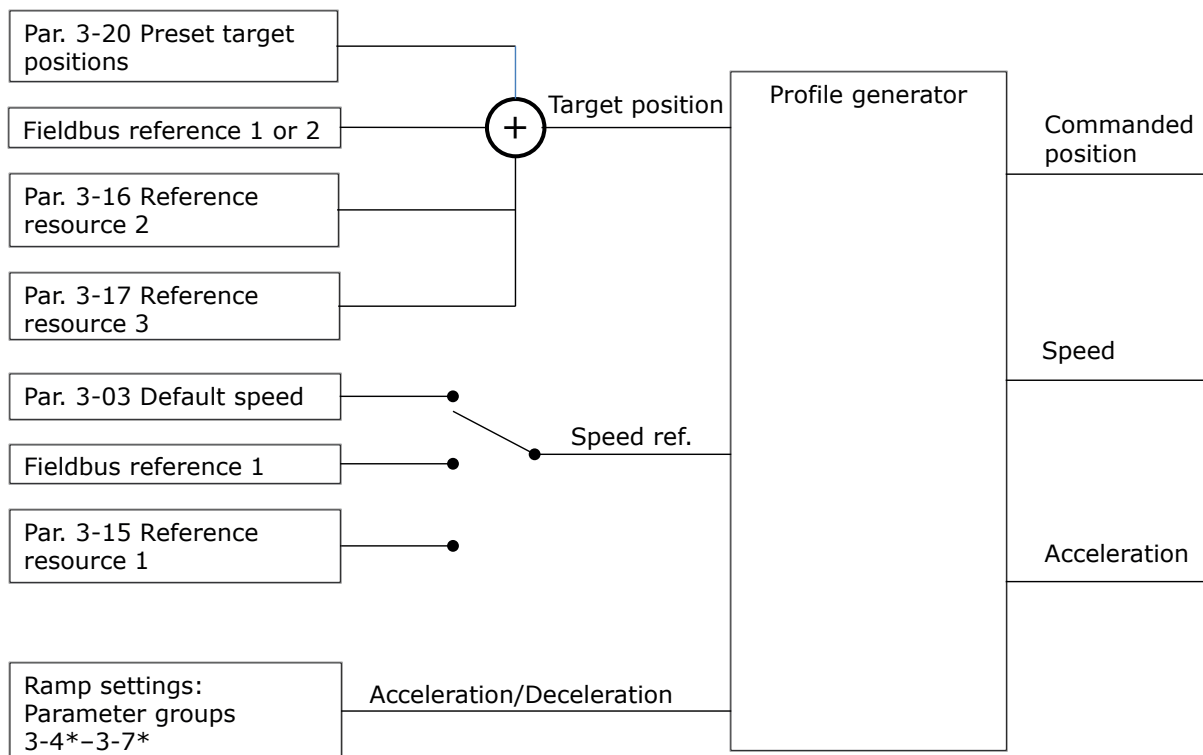 Par. 3-20 Preset target
positions
Fieldbus reference 1 or 2
Par. 3-16 Reference
resource 2
Par. 3-17 Reference
resource 3
Par. 3-03 Default speed
Fieldbus reference 1
Par. 3-15 Reference
resource 1
Ramp settings:
Parameter groups
3-4*–3-7*
+
Target position
Speed ref.
Acceleration/Deceleration
Profile generator
Commanded
position
Speed
Acceleration